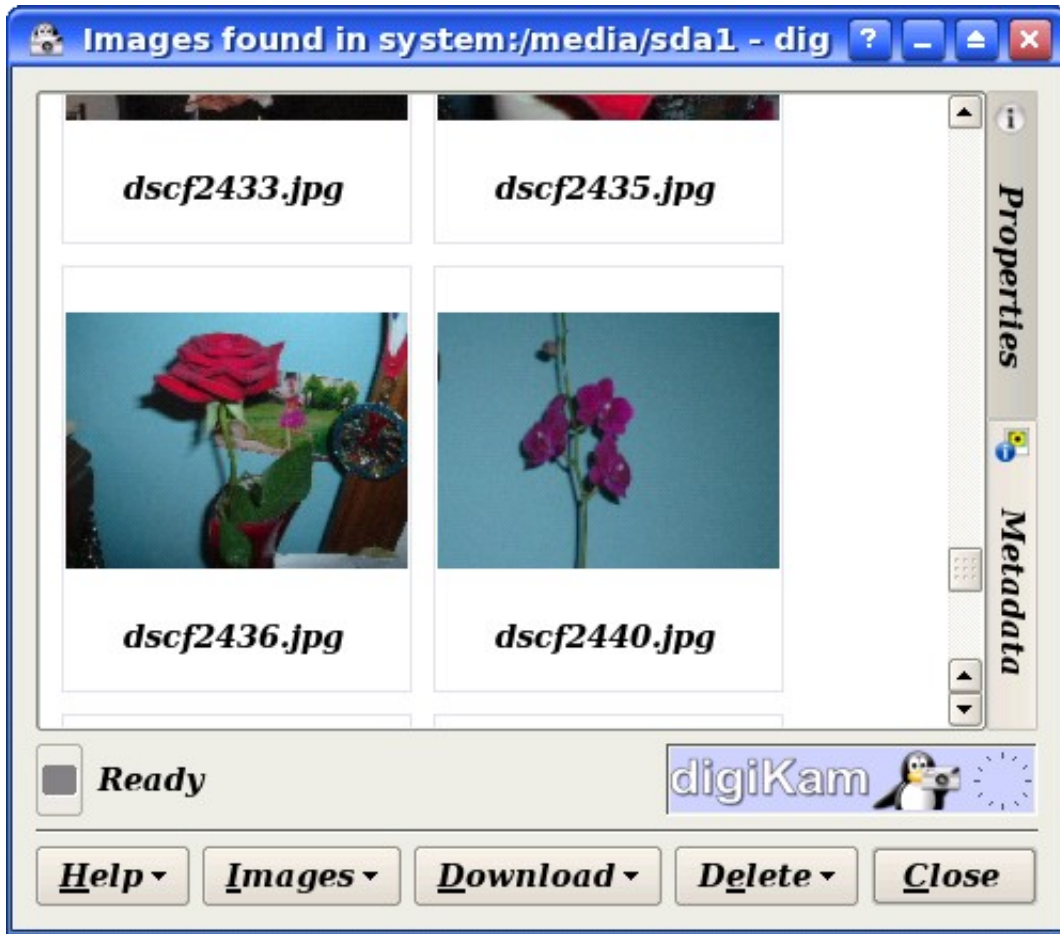 Images found in system:/media/sda1 - dig
dscf2433.jpg
dscf2435.jpg
Properties
dscf2436.jpg
dscf2440.jpg
Metadata
Ready
digiKam
Help
Images
Download
Delete
Close